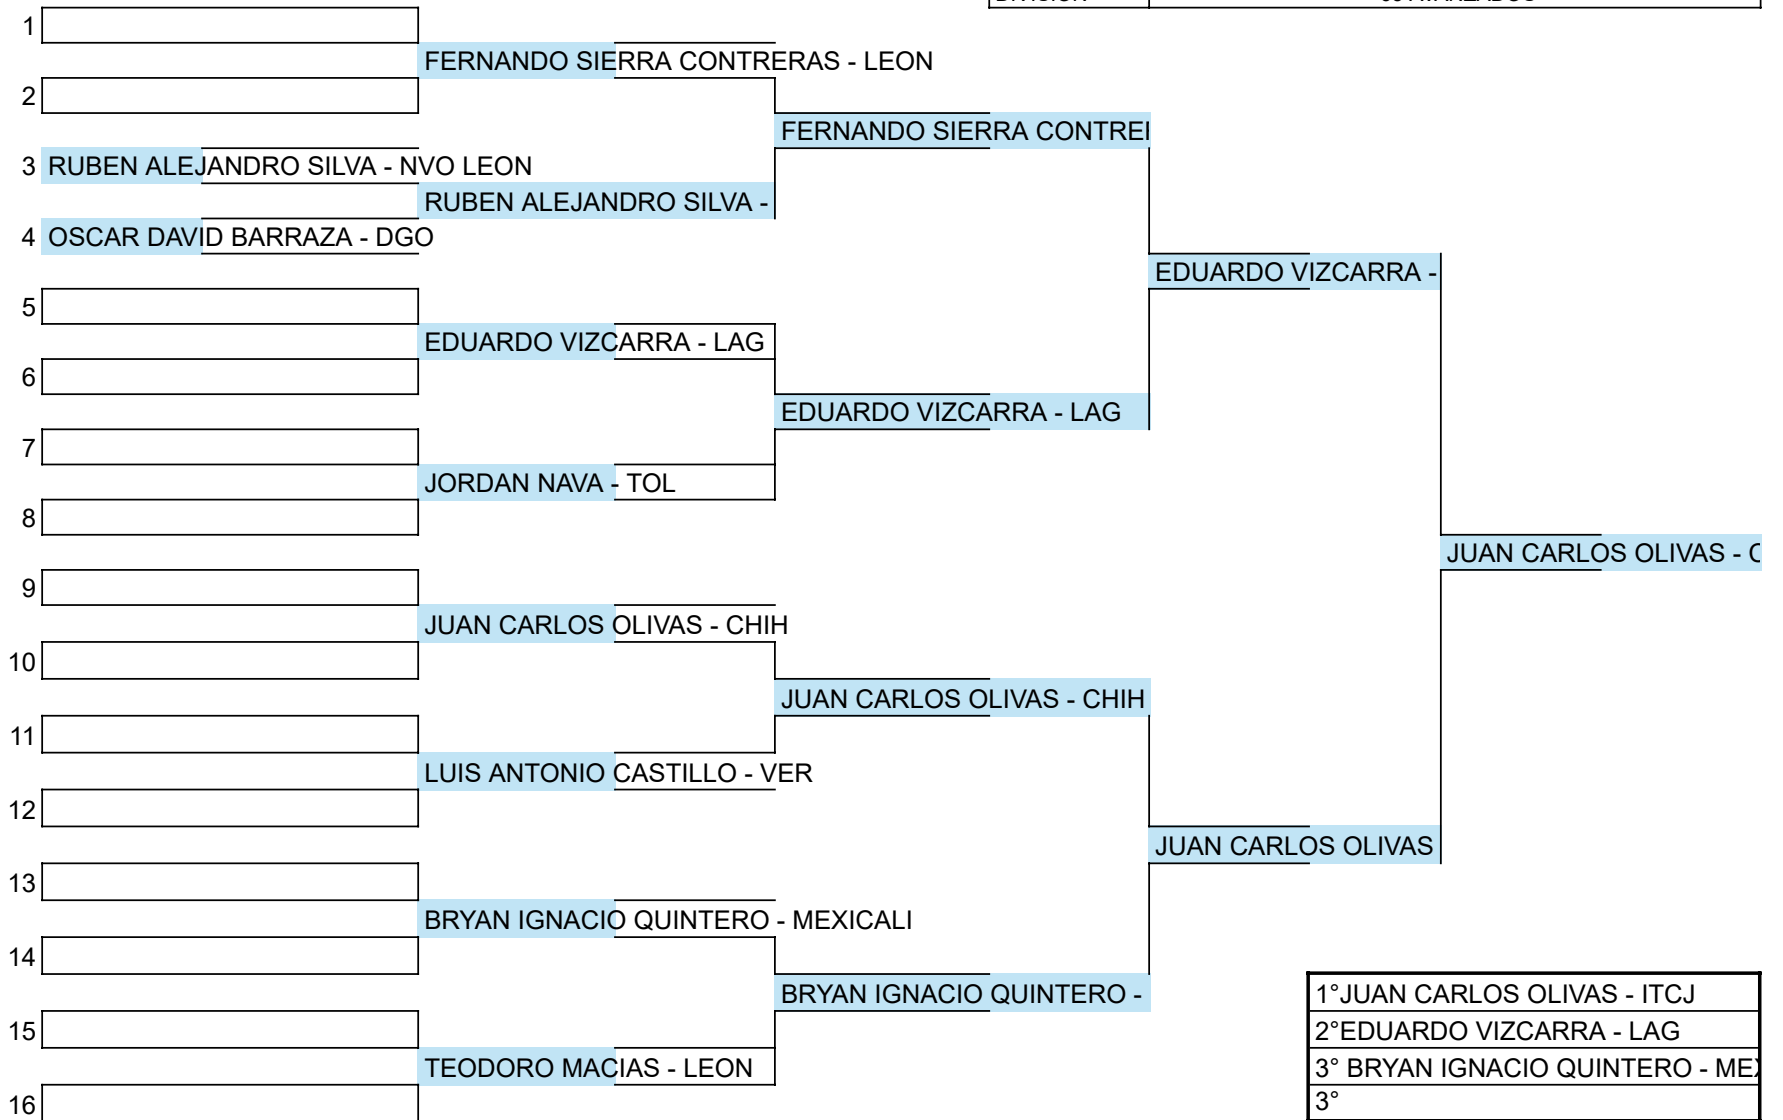 1
FERNANDO SIERRA CONTRERAS - LEON
2
FERNANDO SIERRA
3 RUBEN ALEJANDRO SILVA - NVO LEON
RUBEN ALEJANDRO SILVA -
4 OSCAR DAVID BARRAZA - DGO
EDUARDO VIZCARRA -
5
EDUARDO VIZCARRA - LAG
6
EDUARDO VIZCARRA - LAG
7
JORDAN NAVA - TOL
8
JUAN CARLOS OLIVAS -
9
JUAN CARLOS OLIVAS - CHIH
10
JUAN CARLOS OLIVAS - CHIH
11
LUIS ANTONIO CASTILLO - VER
12
JUAN CARLOS OLIVAS
13
BRYAN IGNACIO QUINTERO - MEXICALI
14
BRYAN IGNACIO QUINTERO -
1°JUAN CARLOS OLIVAS - ITCJ
15
2°EDUARDO VIZCARRA - LAG
TEODORO MACIAS - LEON
3° BRYAN IGNACIO QUINTERO -
16
3°